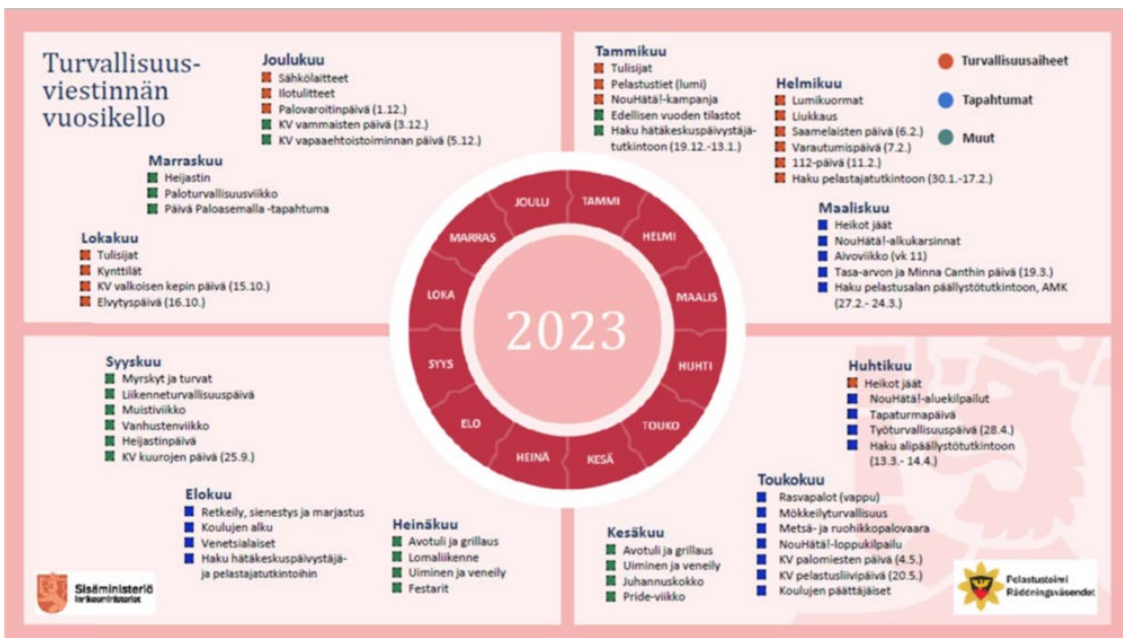 Turvallisuus-
viestinnän
vuosikello
Joulukuu
Sähkölaitteet
Ilotulitteet
Palovaroitinpäivä (1.12.)
KV vammaisten päivä (3.12.)
KV vapaaehtoistoiminnan päivä (5.12.)
Marraskuu
Heijastin
Paloturvallisuusviikko
Päivä Paloasemalla -tapahtuma
Lokakuu
Tulisijat
Kynttilät
KV valkoisen kepin päivä (15.10.)
Elvytyspäivä (16.10.)
Tammikuu
Tulisijat
Pelastustiet (lumi)
NouHätä!-kampanja
Edellisen vuoden tilastot
Haku hätäkeskuspäivystäjä-
tutkintoon (19.12.-13.1.)
Helmikuu
Lumikuormat
Liukkaus
Saamelaisten päivä (6.2.)
Varautumispäivä (7.2.)
112-päivä (11.2.)
Haku pelastajatutkintoon (30.1.-17.2.)
Turvallisuusaiheet
Tapahtumat
Muut
Maaliskuu
Heikot jäät
NouHätä!-alkukarsinnat
Aivoviikko (vk 11)
Tasa-arvon ja Minna Canthin päivä (19.3.)
Haku pelastusalan päällystötutkintoon, AMK
(27.2.- 24.3.)
JOULU
TAMMI
HELMI
MAALIS
HUHTI
TOUKO
KESÄ
HEINÄ
ELO
SYYS
LOKA
MARRAS
2023
Syyskuu
Myrskyt ja turvat
Liikenneturvallisuuspäivä
Muistiviikko
Vanhustenviikko
Heijastinpäivä
KV kuurojen päivä (25.9.)
Elokuu
Retkeily, sienestys ja marjastus
Koulujen alku
Venetsialaiset
Haku hätäkeskuspäivystäjä-
ja pelastajatutkintoihin
Heinäkuu
Avotuli ja grillaus
Lomaliikenne
Uiminen ja veneily
Festarit
Kesäkuu
Avotuli ja grillaus
Uiminen ja veneily
Juhannuskokko
Pride-viikko
Huhtikuu
Heikot jäät
NouHätä!-aluekilpailut
Tapaturmapäivä
Työturvallisuuspäivä (28.4.)
Haku alipäällystötutkintoon
(13.3.- 14.4.)
Toukokuu
Rasvapalot (vappu)
Mökkeilyturvallisuus
Metsä- ja ruohikkopalovaara
NouHätä!-loppukilpailu
KV palomiesten päivä (4.5.)
KV pelastusliivipäivä (20.5.)
Koulujen päättäjäiset
Sisäministeriö
Inrikesministeriet
Pelastustoimi
Räddningsväsendet